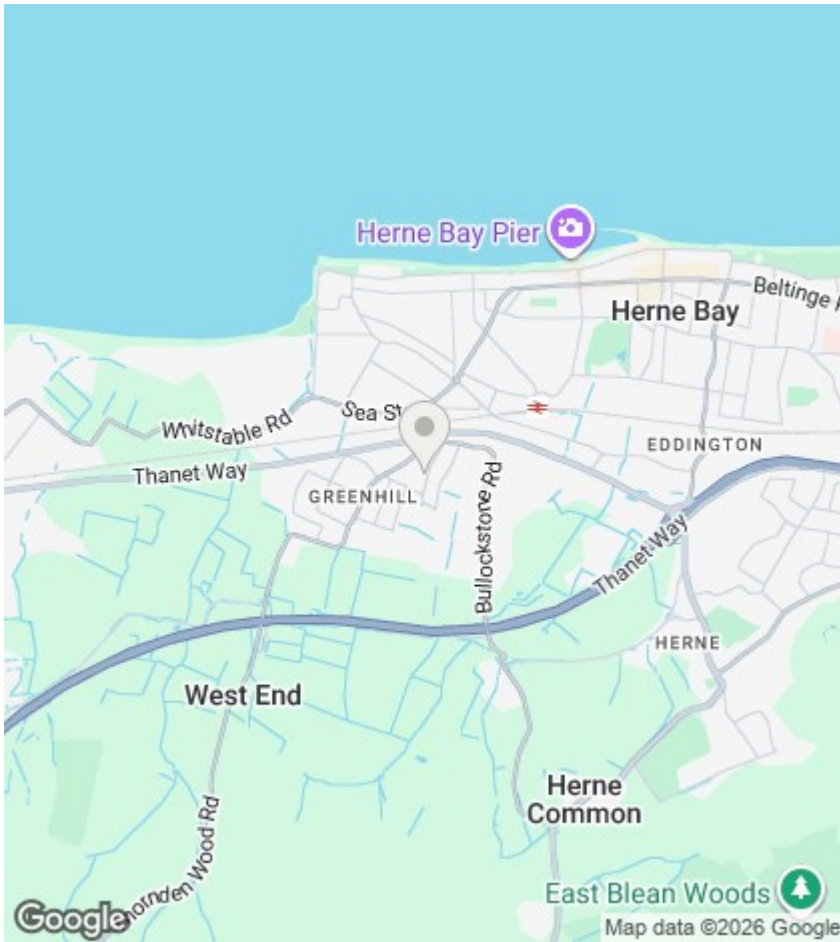 Herne Bay Pier
Beltinge
Herne Bay
Sea St
Whitstable Rd
EDDINGTON
Thanet Way
GREENHILL
Bullockstone Rd
Thanet Way
HERNE
West End
Herne
Common
hornden Wood Rd
East Blean Woods
Google
Map data ©2026 Google